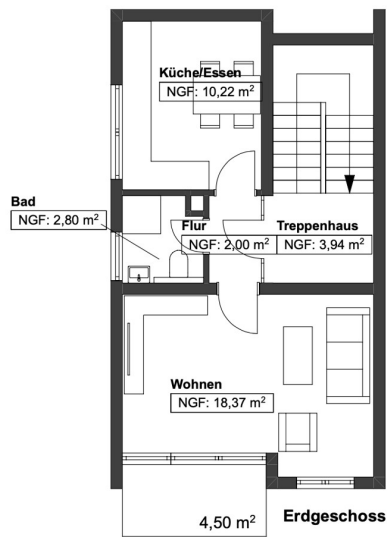 Küche/Essen
NGF: 10,22 m²
Bad
NGF: 2,80 m²
Flur
NGF: 2,00 m²
Treppenhaus
NGF: 3,94 m²
Wohnen
NGF: 18,37 m²
4,50 m²
Erdgeschoss